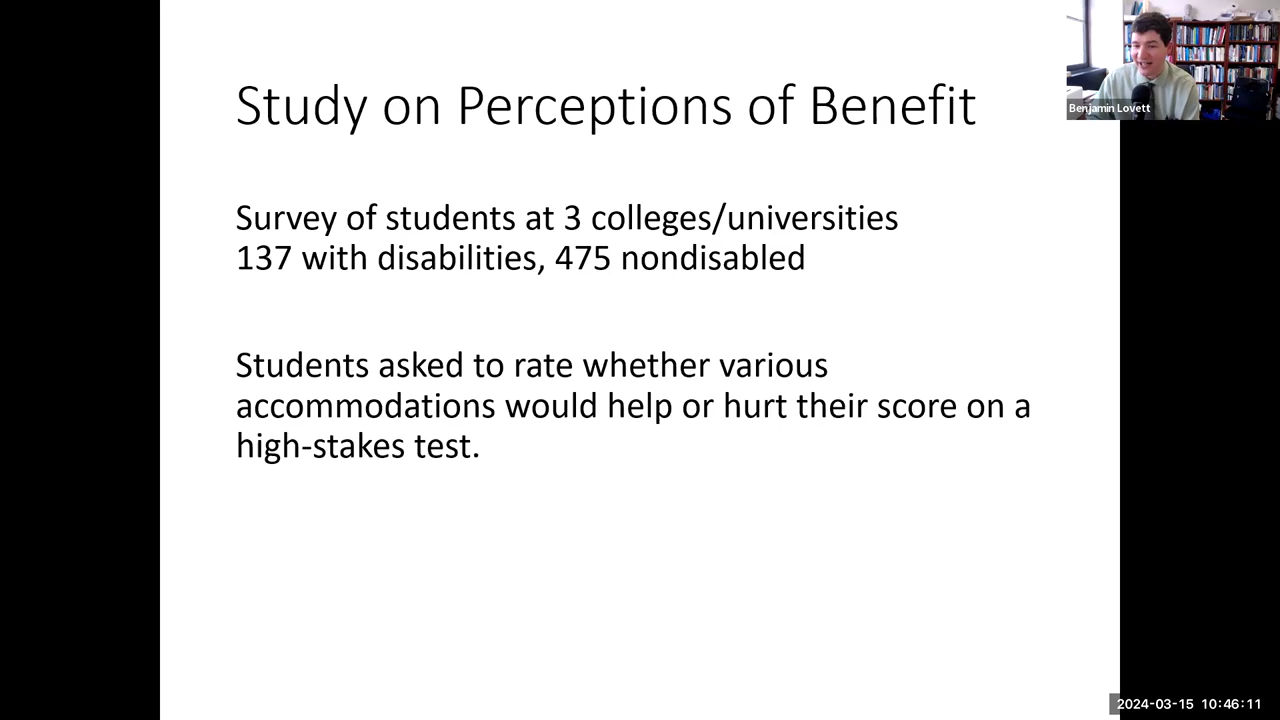 Study on Perceptions of Benefit
Benjamin Lovett
Survey of students at 3 colleges/universities
137 with disabilities, 475 nondisabled
Students asked to rate whether various
accommodations would help or hurt their score on a
high-stakes test.
2024-03-15 10:46:11